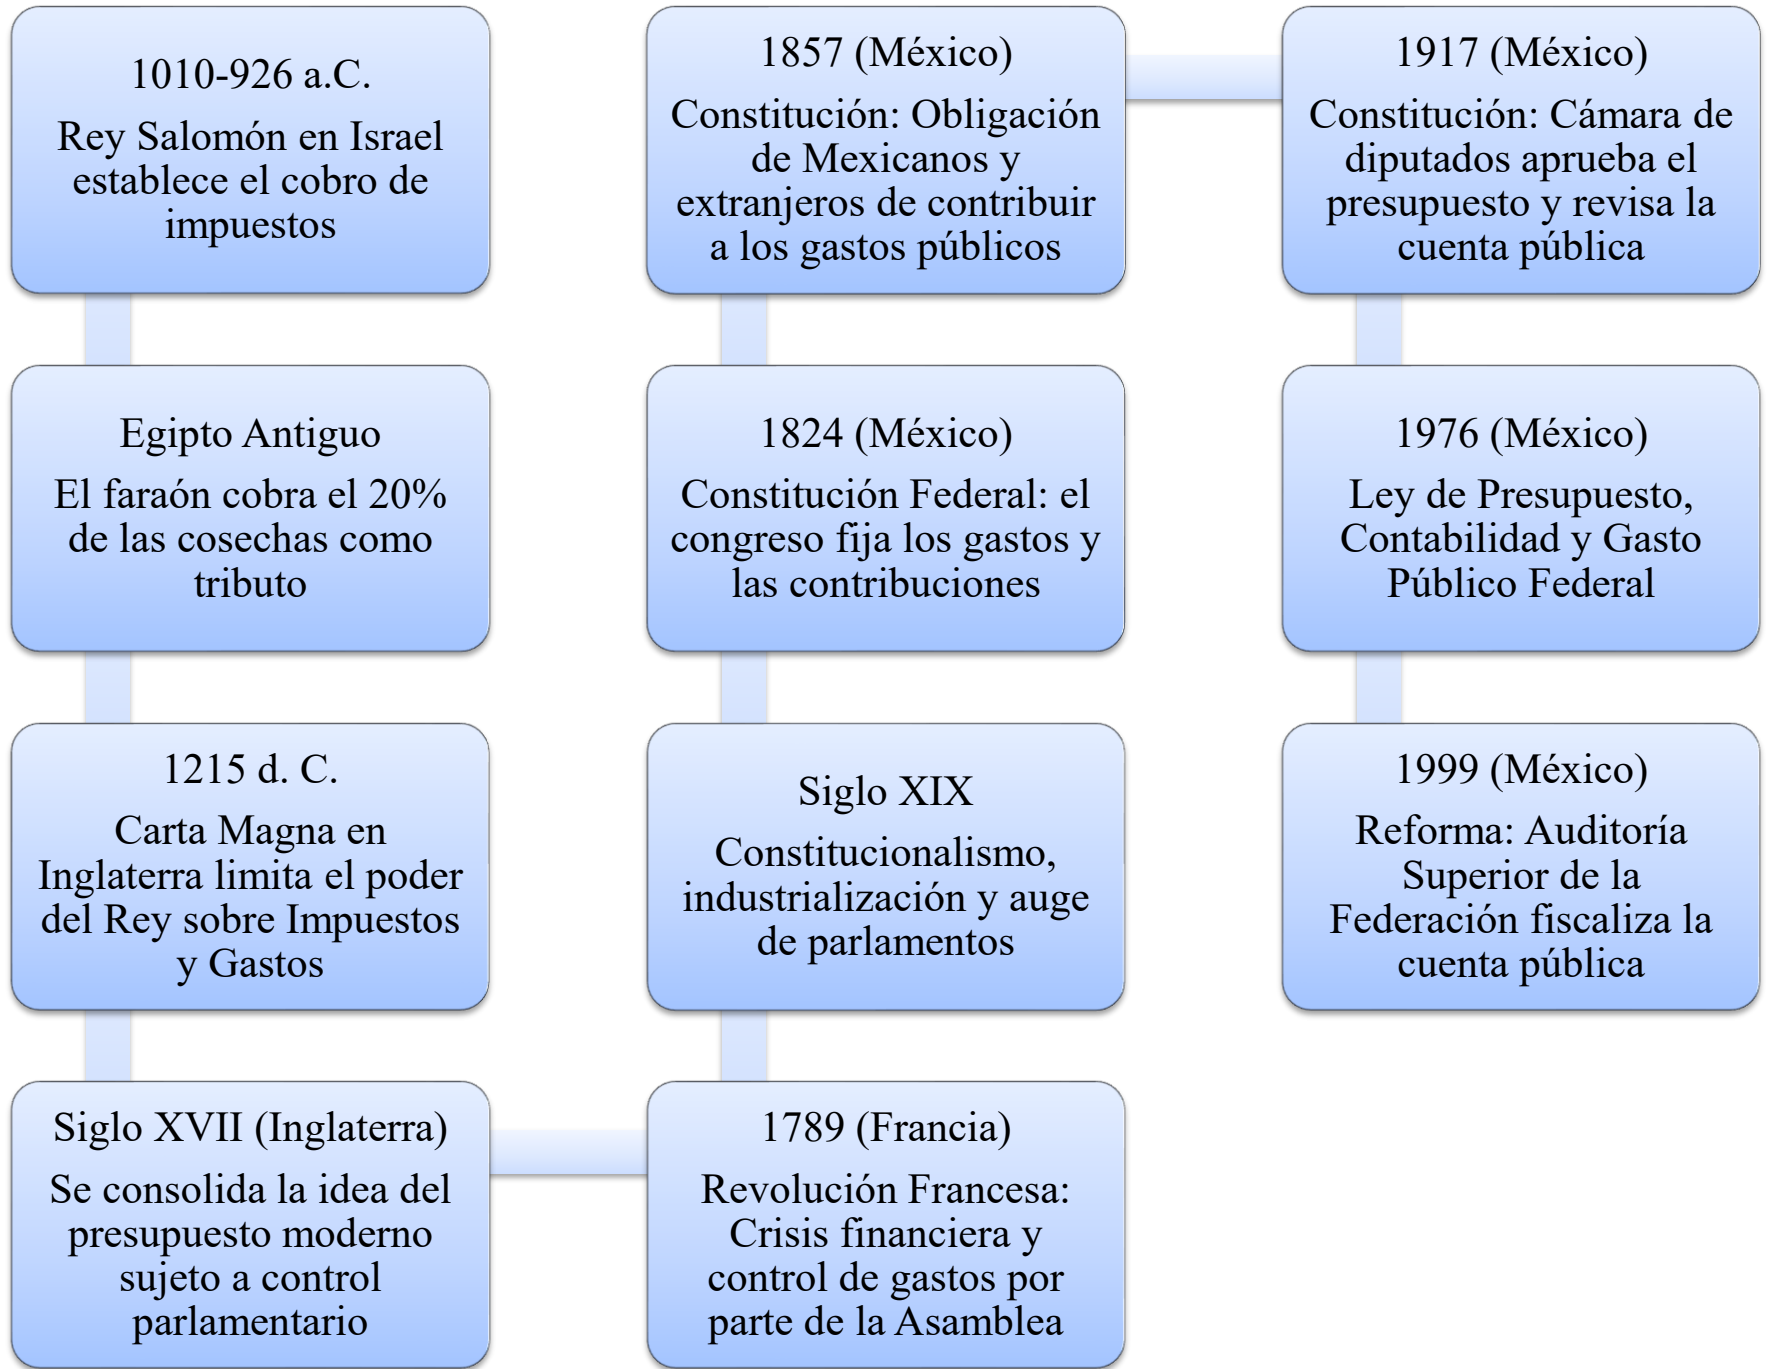 1010-926 a.C.
Rey Salomón en Israel
establece el cobro de
impuestos
Egipto Antiguo
El faraón cobra el 20%
de las cosechas como
tributo
1215 d. C.
Carta Magna en
Inglaterra limita el poder
del Rey sobre Impuestos
y Gastos
Siglo XVII (Inglaterra)
Se consolida la idea del
presupuesto moderno
sujeto a control
parlamentario
1789 (Francia)
Revolución Francesa:
Crisis financiera y
control de gastos por
parte de la Asamblea
Siglo XIX
Constitucionalismo,
industrialización y auge
de parlamentos
1824 (México)
Constitución Federal: el
congreso fija los gastos y
las contribuciones
1857 (México)
Constitución: Obligación
de Mexicanos y
extranjeros de contribuir
a los gastos públicos
1917 (México)
Constitución: Cámara de
diputados aprueba el
presupuesto y revisa la
cuenta pública
1976 (México)
Ley de Presupuesto,
Contabilidad y Gasto
Público Federal
1999 (México)
Reforma: Auditoría
Superior de la
Federación fiscaliza la
cuenta pública